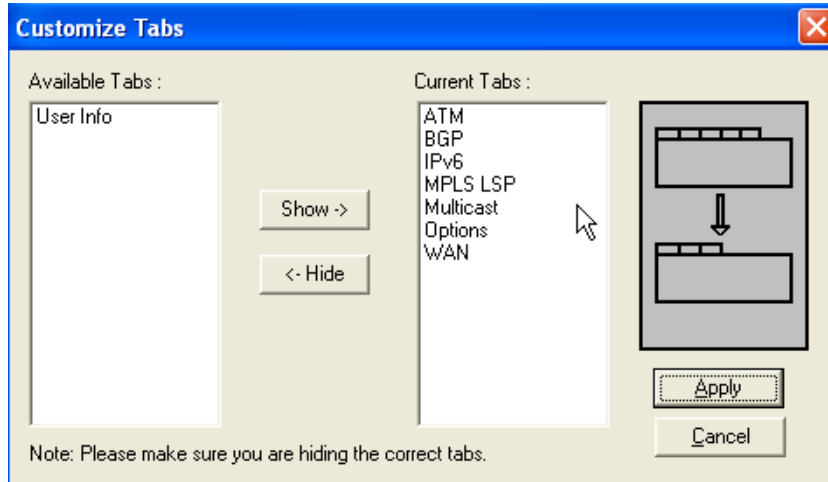 Customize Tabs
Available Tabs :
User Info
Show ->
<- Hide
Current Tabs :
ATM
BGP
IPv6
MPLS LSP
Multicast
Options
WAN
Apply
Cancel
Note: Please make sure you are hiding the correct tabs.